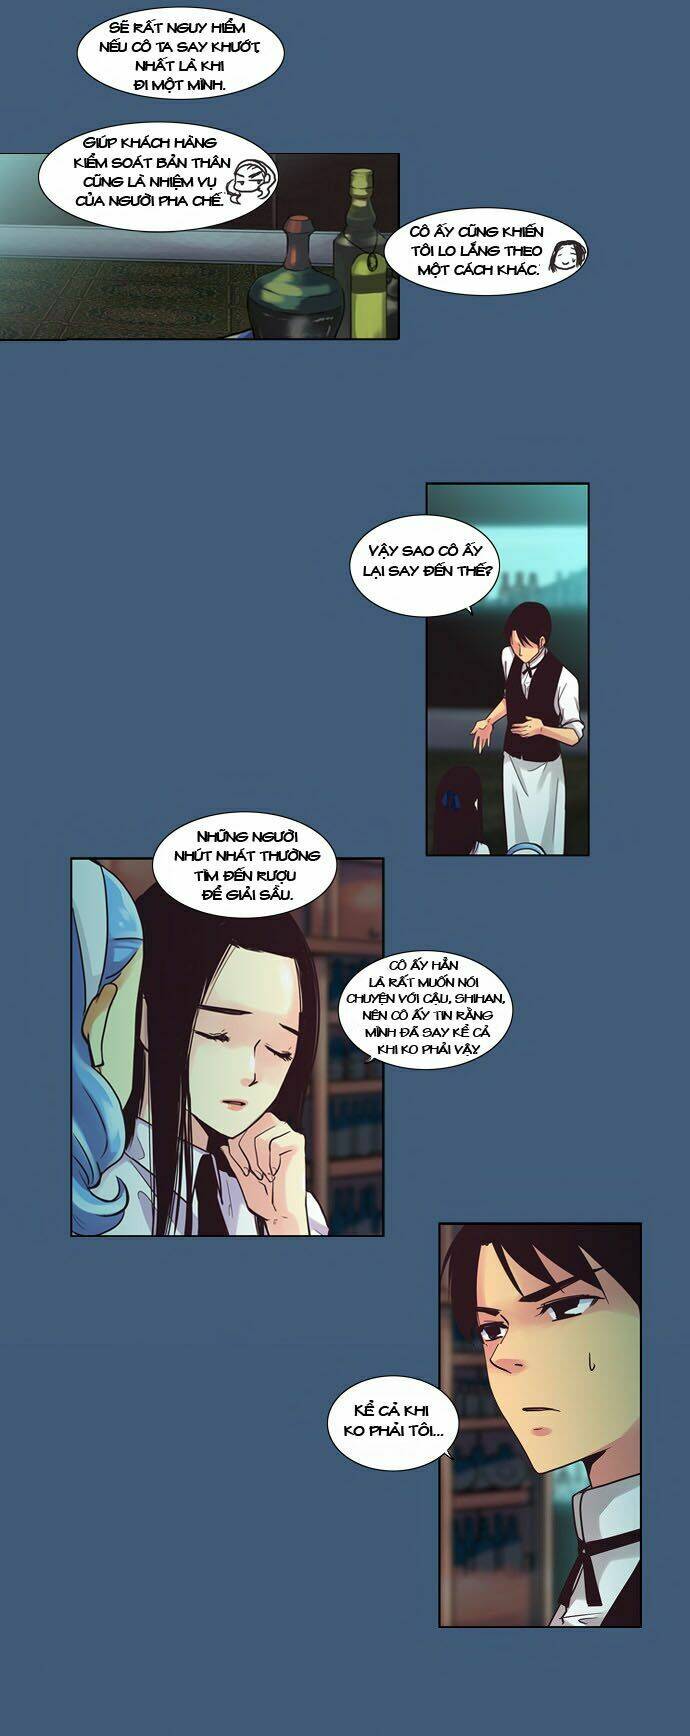 SẼ RẤT NGUY HIỂM
NẾU CÔ TA SAY KHƯỚT,
NHẤT LÀ KHI
ĐI MỘT MÌNH.
GIÚP KHÁCH HÀNG
KIỂM SOÁT BẢN THÂN
CŨNG LÀ NHIỆM VỤ
CỦA NGƯỜI PHA CHẾ.
CÔ ẤY CŨNG KHIẾN
TÔI LO LẮNG THEO
MỘT CÁCH KHÁC.
VẬY SAO CÔ ẤY
LẠI SAY ĐẾN THẾ?
NHỮNG NGƯỜI
NHÚT NHÁT THƯỜNG
TÌM ĐẾN RƯỢU
ĐỂ GIẢI SẦU.
CÔ ẤY HẲN
LÀ RẤT MUỐN NÓI
CHUYỆN VỚI CẬU, SHIHAN,
NÊN CÔ ẤY TIN RẰNG
MÌNH ĐÃ SAY KỂ CẢ
KHI KO PHẢI VẬY.
KỂ CẢ KHI
KO PHẢI TÔI...